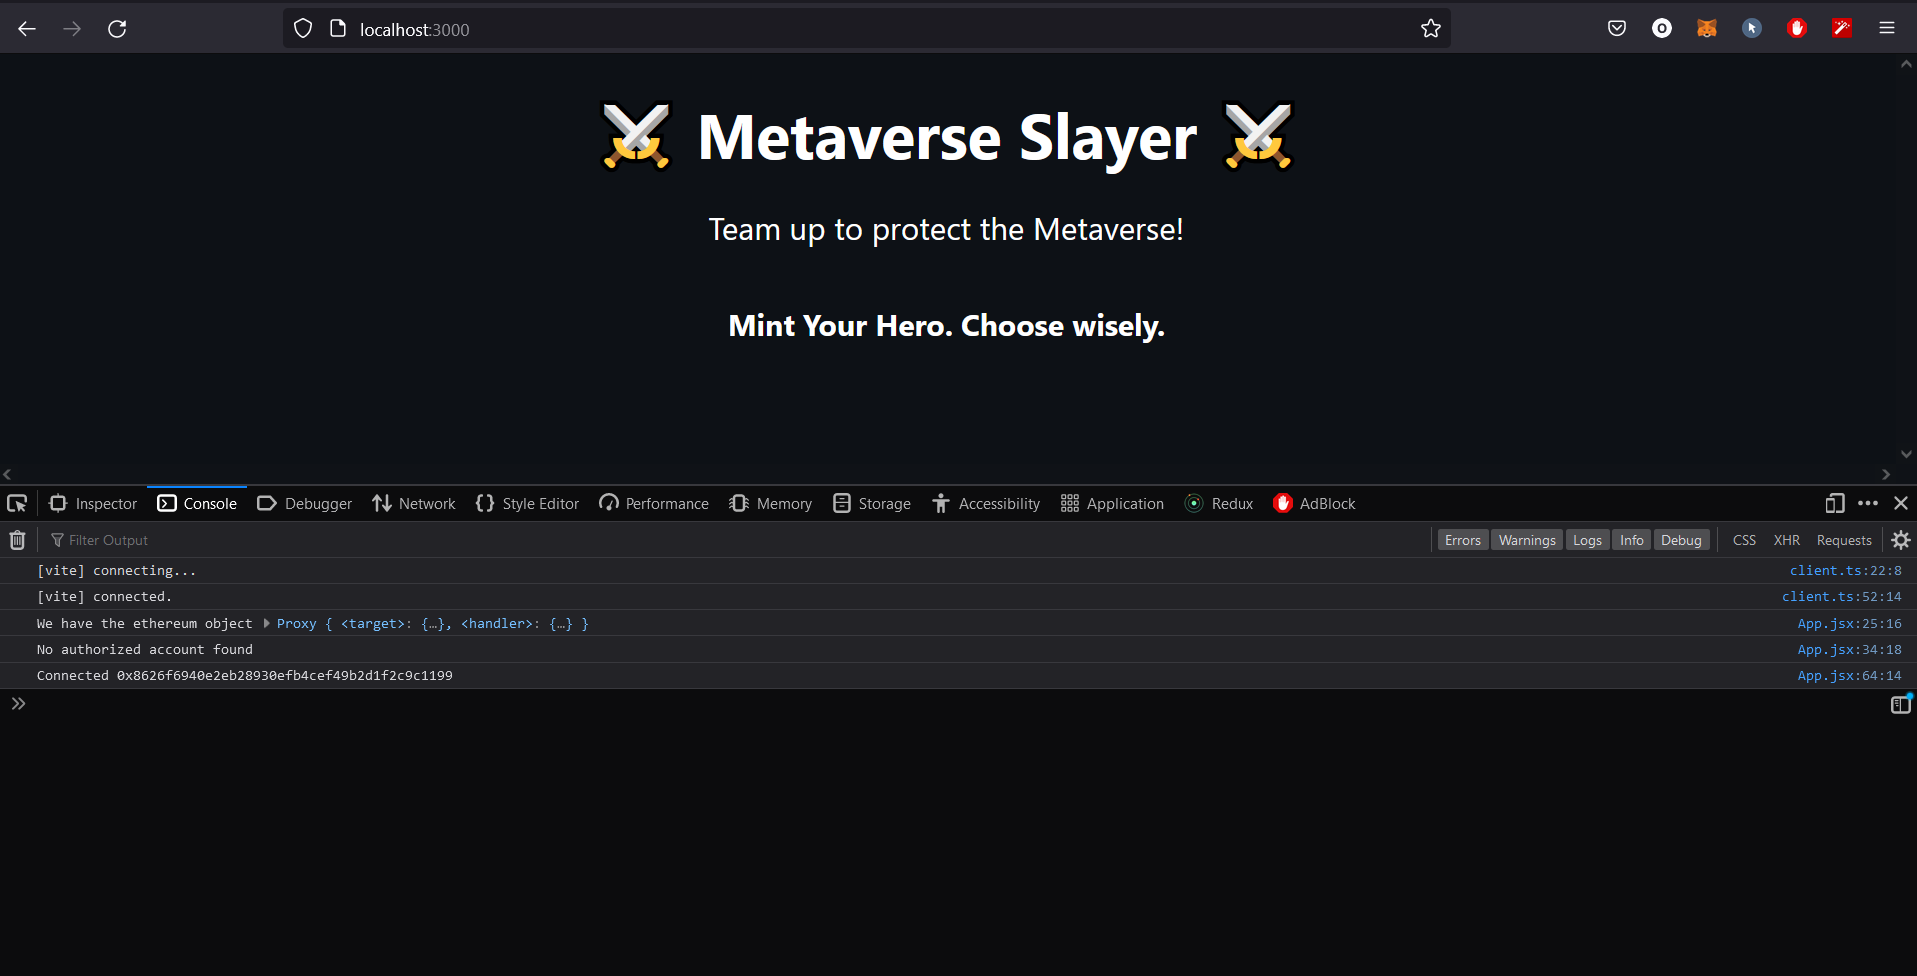 localhost:3000
Metaverse Slayer
Team up to protect the Metaverse!
Mint Your Hero. Choose wisely.
Inspector Console Debugger Network Style Editor Performance Memory Storage Accessibility Application Redux AdBlock
Filter Output Errors Warnings Logs Info Debug CSS XHR Requests
[vite] connecting... client.ts:22:8
[vite] connected. client.ts:52:14
We have the ethereum object Proxy { <target>: {…}, <handler>: {…} } App.jsx:25:16
No authorized account found App.jsx:34:18
Connected 0x8626f6940e2eb28930efb4cef49b2d1f2c9c1199 App.jsx:64:14